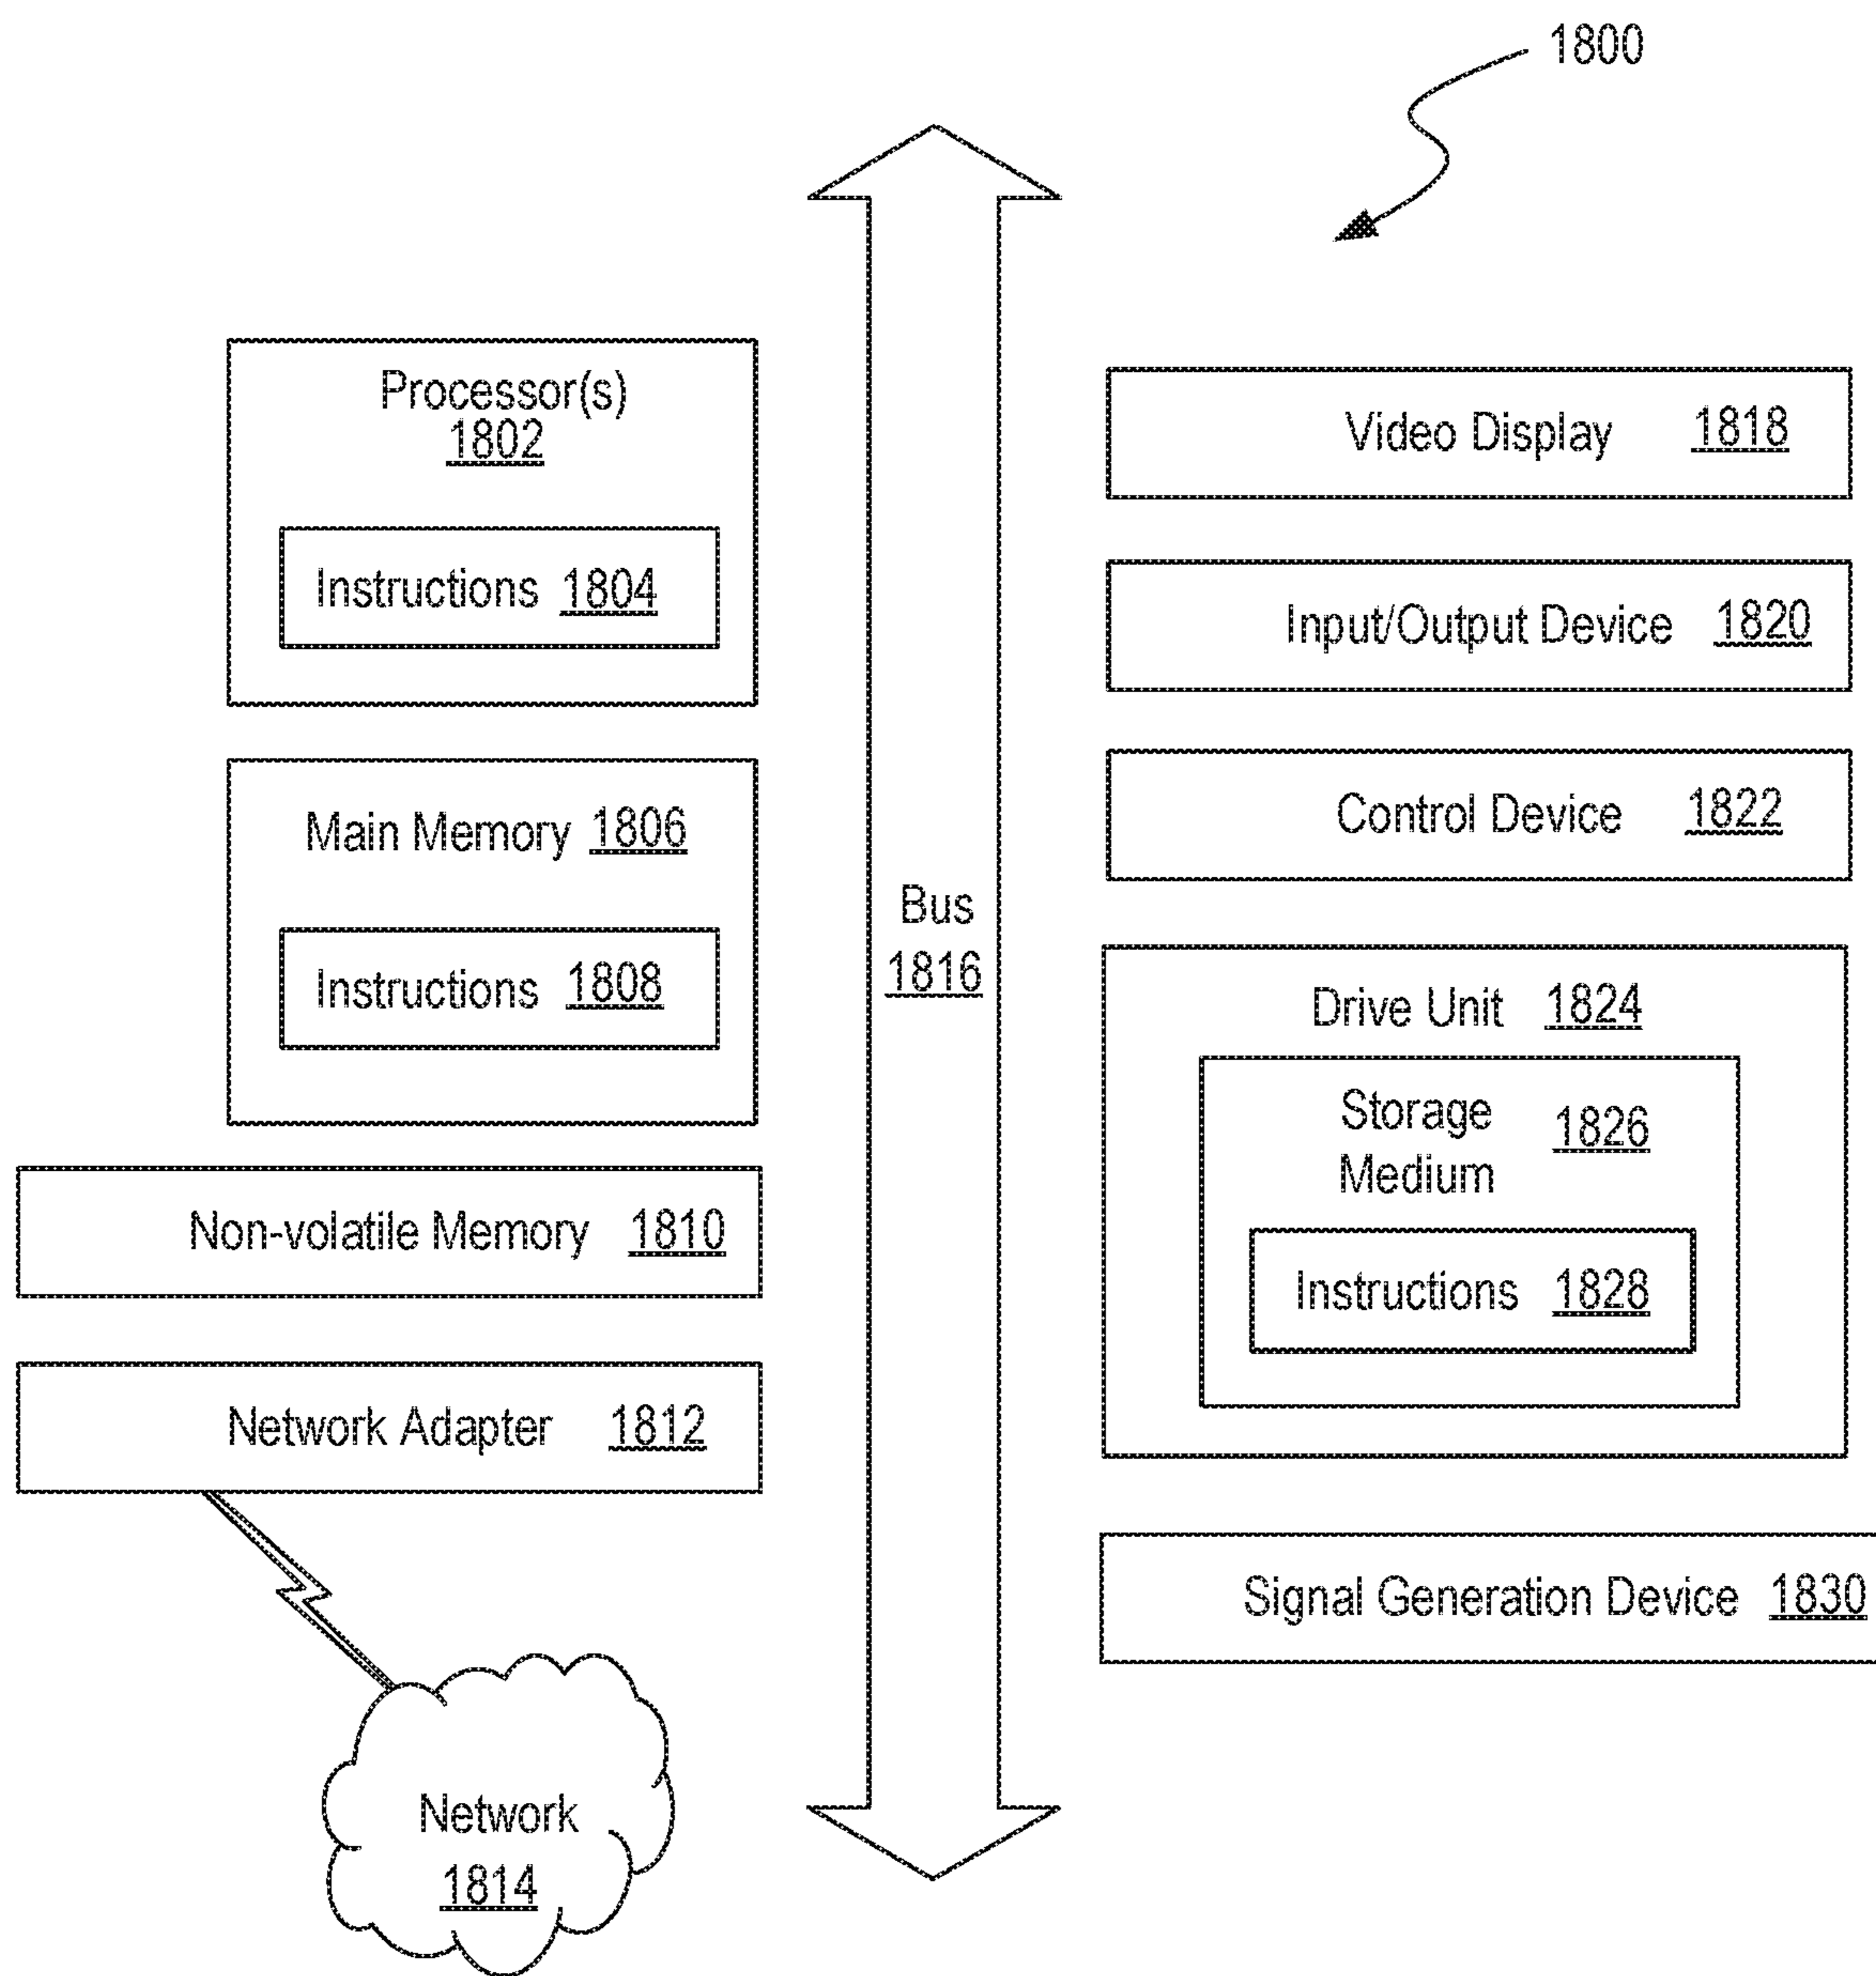 1800
Processor(s)
1802
Instructions 1804
Main Memory 1806
Instructions 1808
Non-volatile Memory 1810
Network Adapter 1812
Network
1814
Bus
1816
Video Display 1818
Input/Output Device 1820
Control Device 1822
Drive Unit 1824
Storage 1826
Medium
Instructions 1828
Signal Generation Device 1830